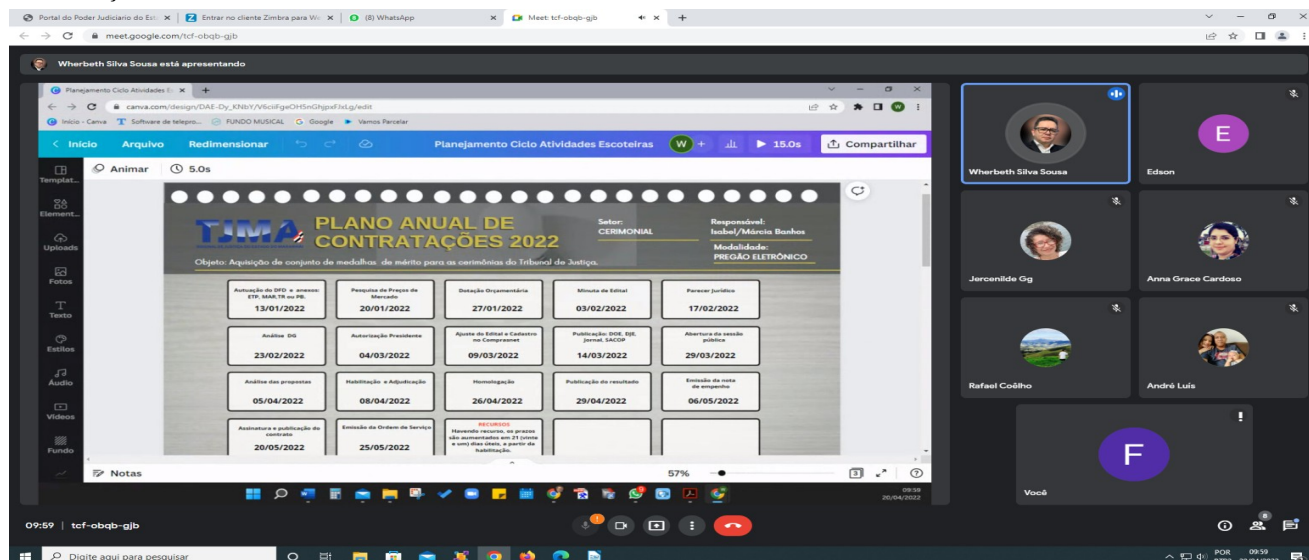 Portal do Poder Judiciario do Est
Entrar no cliente Zimbra para We
(8) WhatsApp
Meet: tcf-obqb-gjb
meet.google.com/tcf-obqb-gjb
Wherbeth Silva Sousa está apresentando
Planejamento Ciclo Atividades Es
canva.com/design/DAE-Dy_
Início - Canva
Software de telepro...
FUNDO MUSICAL
Google
Vamos Parcelar
Início
Arquivo
Redimensionar
Planejamento Ciclo Atividades Escoteiras
W
15.0s
Compartilhar
Animar
5.0s
Templat...
Element...
Uploads
Fotos
Texto
Estilos
Áudio
Vídeos
Fundo
TJMA
PLANO ANUAL DE
CONTRATAÇÕES 2022
Setor:
CERIMONIAL
Responsável:
Isabel/Márcia Banhos
Modalidade:
PREGÃO ELETRÔNICO
Objeto: Aquisição de conjunto de medalhas de mérito para as cerimônias do Tribunal de Justiça.
Autuação do DFD e anexos:
ETP, MAR,TR ou PB.
13/01/2022
Pesquisa de Preços de
Mercado
20/01/2022
Dotação Orçamentária
27/01/2022
Minuta de Edital
03/02/2022
Parecer Jurídico
17/02/2022
Análise DG
23/02/2022
Autorização Presidente
04/03/2022
Ajuste do Edital e Cadastro
no Comprasnet
09/03/2022
Publicação: DOE, DJE,
Jornal, SACOP
14/03/2022
Abertura da sessão
pública
29/03/2022
Análise das propostas
05/04/2022
Habilitação e Adjudicação
08/04/2022
Homologação
26/04/2022
Publicação do resultado
29/04/2022
Emissão da nota
de empenho
06/05/2022
Assinatura e publicação do
contrato
20/05/2022
Emissão da Ordem de Serviço
25/05/2022
RECURSOS
Havendo recurso, os prazos
são aumentados em 21 (vinte
e um) dias úteis, a partir da
habilitação.
Notas
57%
3
09:59
20/04/2022
Wherbeth Silva Sousa
E
Edson
Jercenilde Gg
Anna Grace Cardoso
Rafael Coêlho
André Luís
F
Você
09:59 | tcf-obqb-gjb
8
Digite aqui para pesquisar
POR
09:59